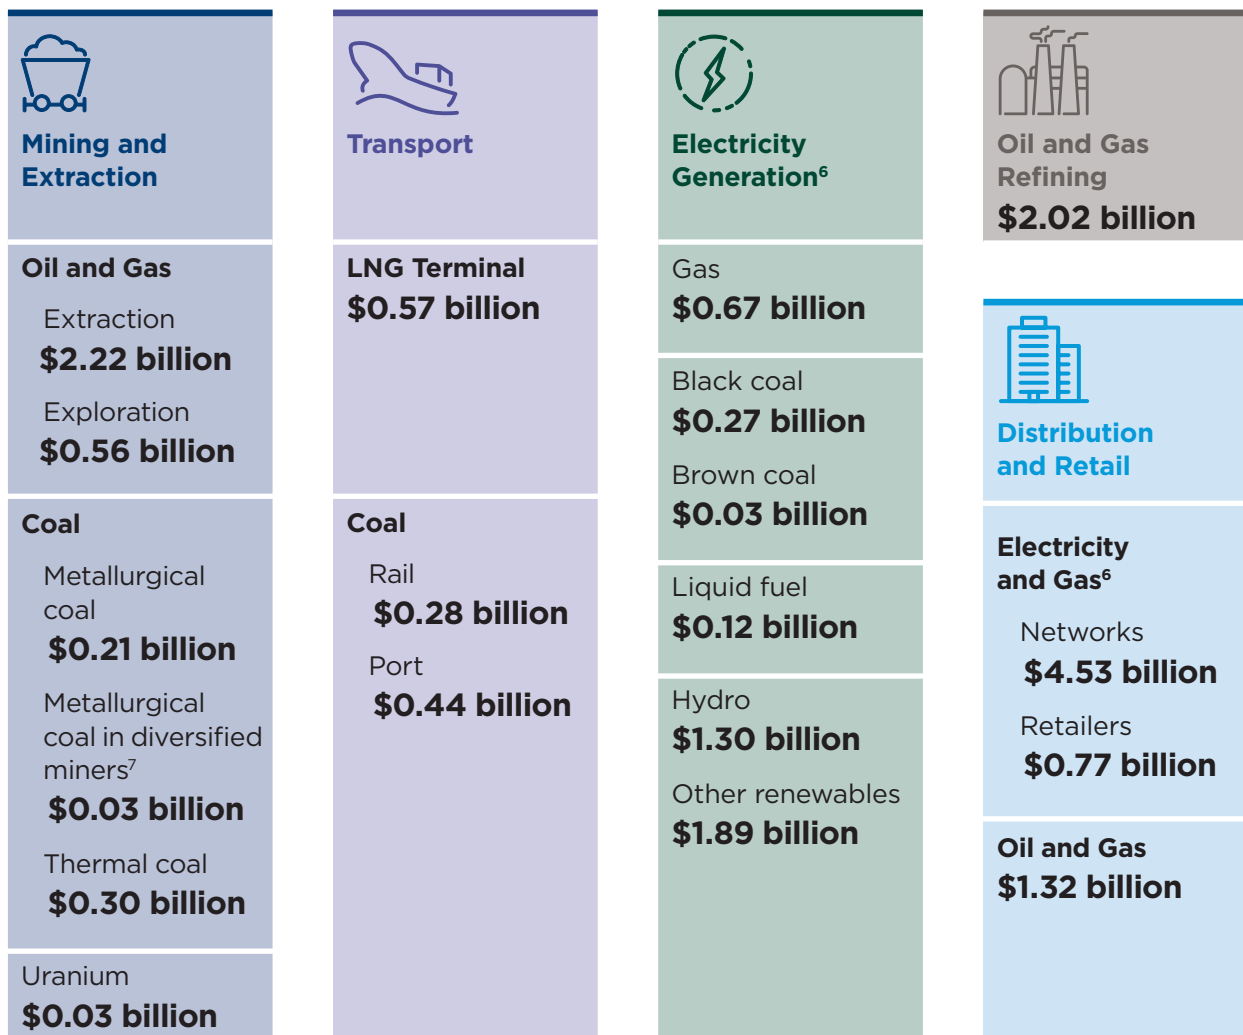 Mining and
Extraction
Oil and Gas
Extraction
$2.22 billion
Exploration
$0.56 billion
Coal
Metallurgical
coal
$0.21 billion
Metallurgical
coal in diversified
miners⁷
$0.03 billion
Thermal coal
$0.30 billion
Uranium
$0.03 billion
Transport
LNG Terminal
$0.57 billion
Coal
Rail
$0.28 billion
Port
$0.44 billion
Electricity
Generation⁶
Gas
$0.67 billion
Black coal
$0.27 billion
Brown coal
$0.03 billion
Liquid fuel
$0.12 billion
Hydro
$1.30 billion
Other renewables
$1.89 billion
Oil and Gas
Refining
$2.02 billion
Distribution
and Retail
Electricity
and Gas⁶
Networks
$4.53 billion
Retailers
$0.77 billion
Oil and Gas
$1.32 billion